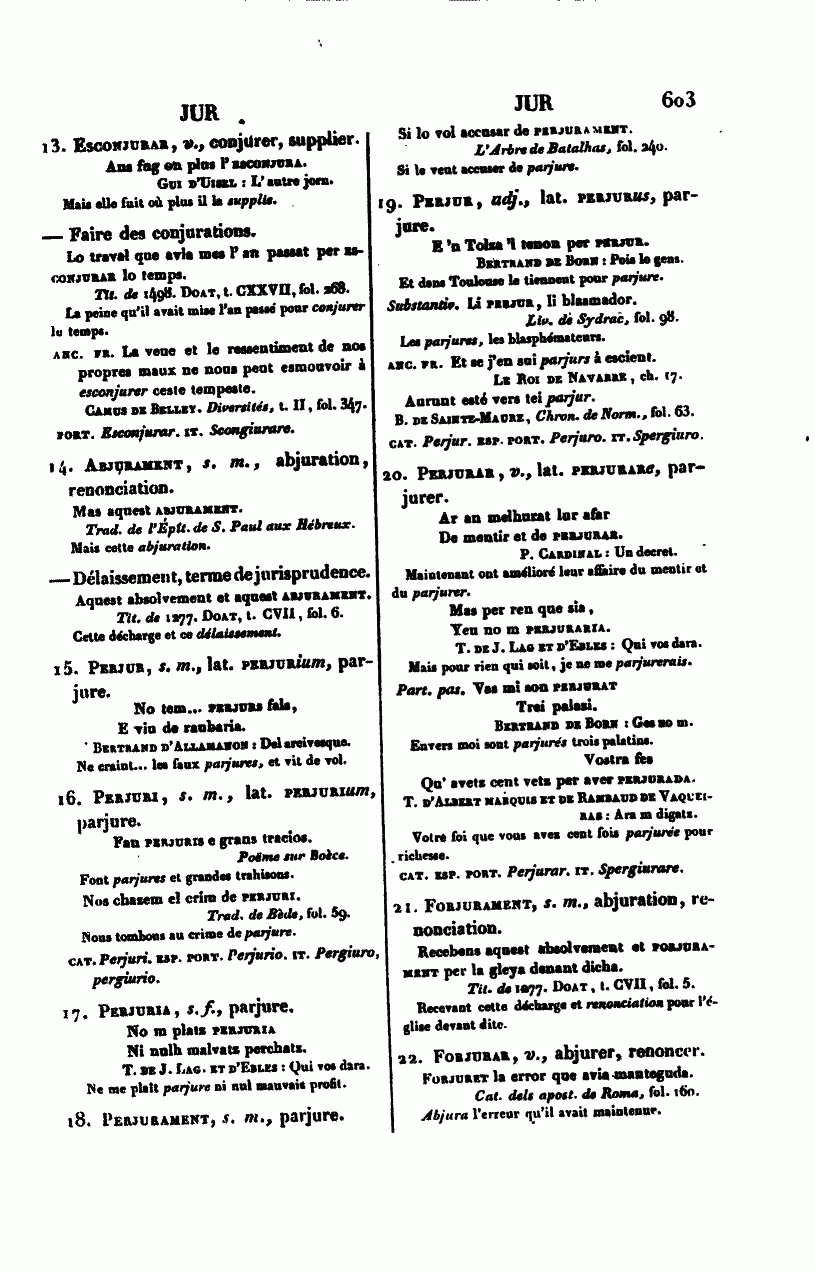 JUR
13. Esconjurar, v., conjurer, supplier.
Ans fag on plus l' esconjura.
Gui d'Uisel : L' autre jorn.
Mais elle fait où plus il la supplie.
— Faire des conjurations.
Lo traval que avia mes l' an passat per es-
conjurar lo temps.
Tit. de 1498. Doat, t. CXXVII, fol. 268.
La peine qu'il avait mise l'an passé pour conjurer
le temps.
anc. fr. La veue et le ressentiment de nos
propres maux ne nous peut esmouvoir à
esconjurer ceste tempeste.
Camus de Belley. Diversités, t. II, fol. 347.
port. Esconjurar. it. Scongiurare.
14. Abjurament, s. m., abjuration,
renonciation.
Mas aquest abjurament.
Trad. de l'Épît. de S. Paul aux Hébreux.
Mais cette abjuration.
— Délaissement, terme de jurisprudence.
Aquest absolvement et aquest abjurament.
Tit. de 1277. Doat, t. CVII, fol. 6.
Cette décharge et ce délaissement.
15. Perjur, s. m., lat. perjurium, par-
jure.
No tem... perjurs fals,
E viu de raubaria.
Bertrand d'Allamanon : Del arcivesque.
Ne craint... les faux parjures, et vit de vol.
16. Perjuri, s. m., lat. perjurium,
parjure.
Fan perjuris e grans tracios.
Poëme sur Boèce.
Font parjures et grandes trahisons.
Nos chazem el crim de perjuri.
Trad. de Bède, fol. 59.
Nous tombons au crime de parjure.
cat. Perjuri. esp. port. Perjurio. it. Pergiuro,
pergiurio.
17. Perjuria, s. f., parjure.
No m platz perjuria
Ni nulh malvatz perchatz.
T. de J. Lag. et d'Ebles : Qui vos dara.
Ne me plaît parjure ni nul mauvais profit.
18. Perjurament, s. m., parjure.
JUR 603
Si lo vol accusar de perjurament.
L'Arbre de Batalhas, fol. 240.
Si le veut accuser de parjure.
19. Perjur, adj., lat. perjurus, par-
jure.
E 'n Tolza 'l tenon per perjur.
Bertrand de Born : Pois lo gens.
Et dans Toulouse le tiennent pour parjure.
Substantiv. Li perjur, li blasmador.
Liv. de Sydrac, fol. 98.
Les parjures, les blasphémateurs.
anc. fr. Et se j'en sui parjurs à escient.
Le Roi de Navarre, ch. 17.
Aurunt esté vers tei parjur.
B. de Sainte-Maure, Chron. de Norm., fol. 63.
cat. Perjur. esp. port. Perjuro. it. Spergiuro.
20. Perjurar, v., lat. perjurare, par-
jurer.
Ar an melhurat lur afar
De mentir et de perjurar.
P. Cardinal : Un decret.
Maintenant ont amélioré leur affaire du mentir et
du parjurer.
Mas per ren que sia,
Yeu no m perjuraria.
T. de J. Lag et d'Ebles : Qui vos dara.
Mais pour rien qui soit, je ne me parjurerais.
Part. pas. Vas mi son perjurat
Trei palasi.
Bertrand de Born : Ges no m.
Envers moi sont parjurés trois palatins.
Vostra fes
Qu' avetz cent vetz per aver perjurada.
T. d'Albert marquis et de Rambaud de Vaquei-
ras : Ara m digatz.
Votre foi que vous avez cent fois parjurée pour
richesse.
cat. esp. port. Perjurar. it. Spergiurare.
21. Forjurament, s. m., abjuration, re-
nonciation.
Recebens aquest absolvement et forjura-
ment per la gleya denant dicha.
Tit. de 1277. Doat, t. CVII, fol. 5.
Recevant cette décharge et renonciation pour l'é-
glise devant dite.
22. Forjurar, v., abjurer, renoncer.
Forjuret la error que avia manteguda.
Cat. dels apost. de Roma, fol. 160.
Abjura l'erreur qu'il avait maintenue.